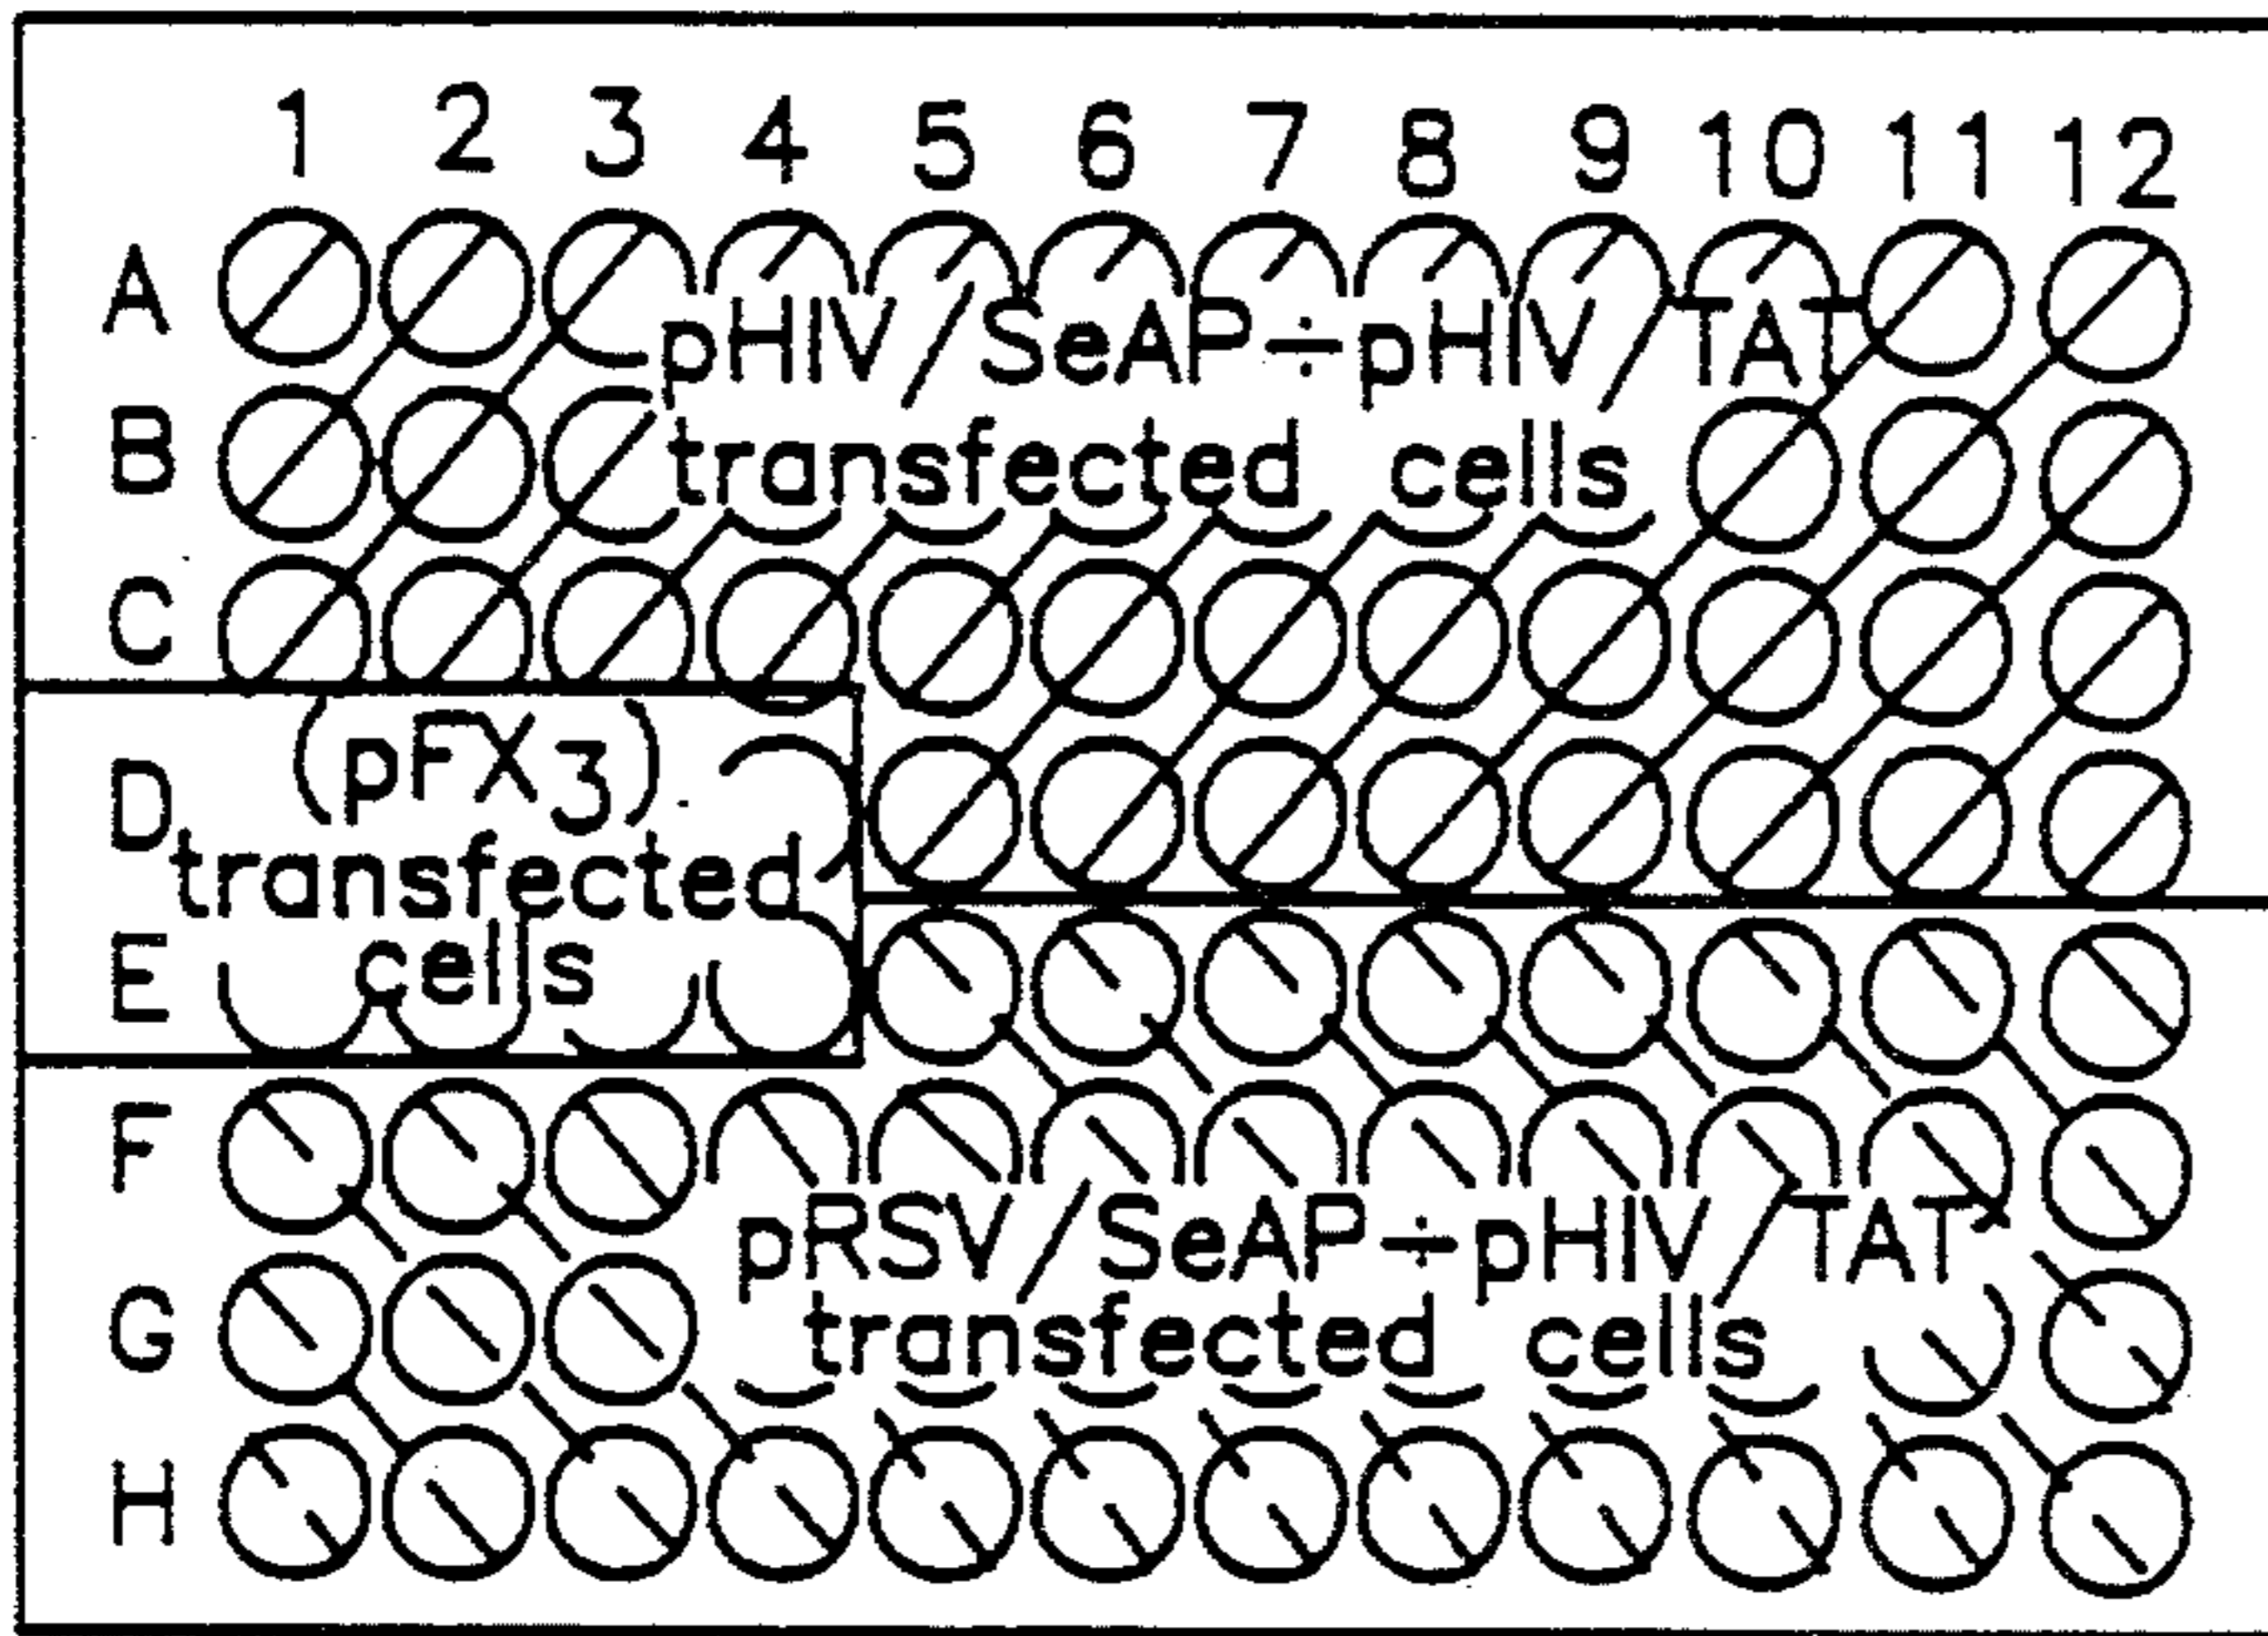 1 2 3 4 5 6 7 8 9 10 11 12
A
pHIV/SeAP÷pHIV/TAT
B
transfected cells
C
(pFX3)
D
transfected
E
cells
F
pRSV/SeAP÷pHIV/TAT
G
transfected cells
H